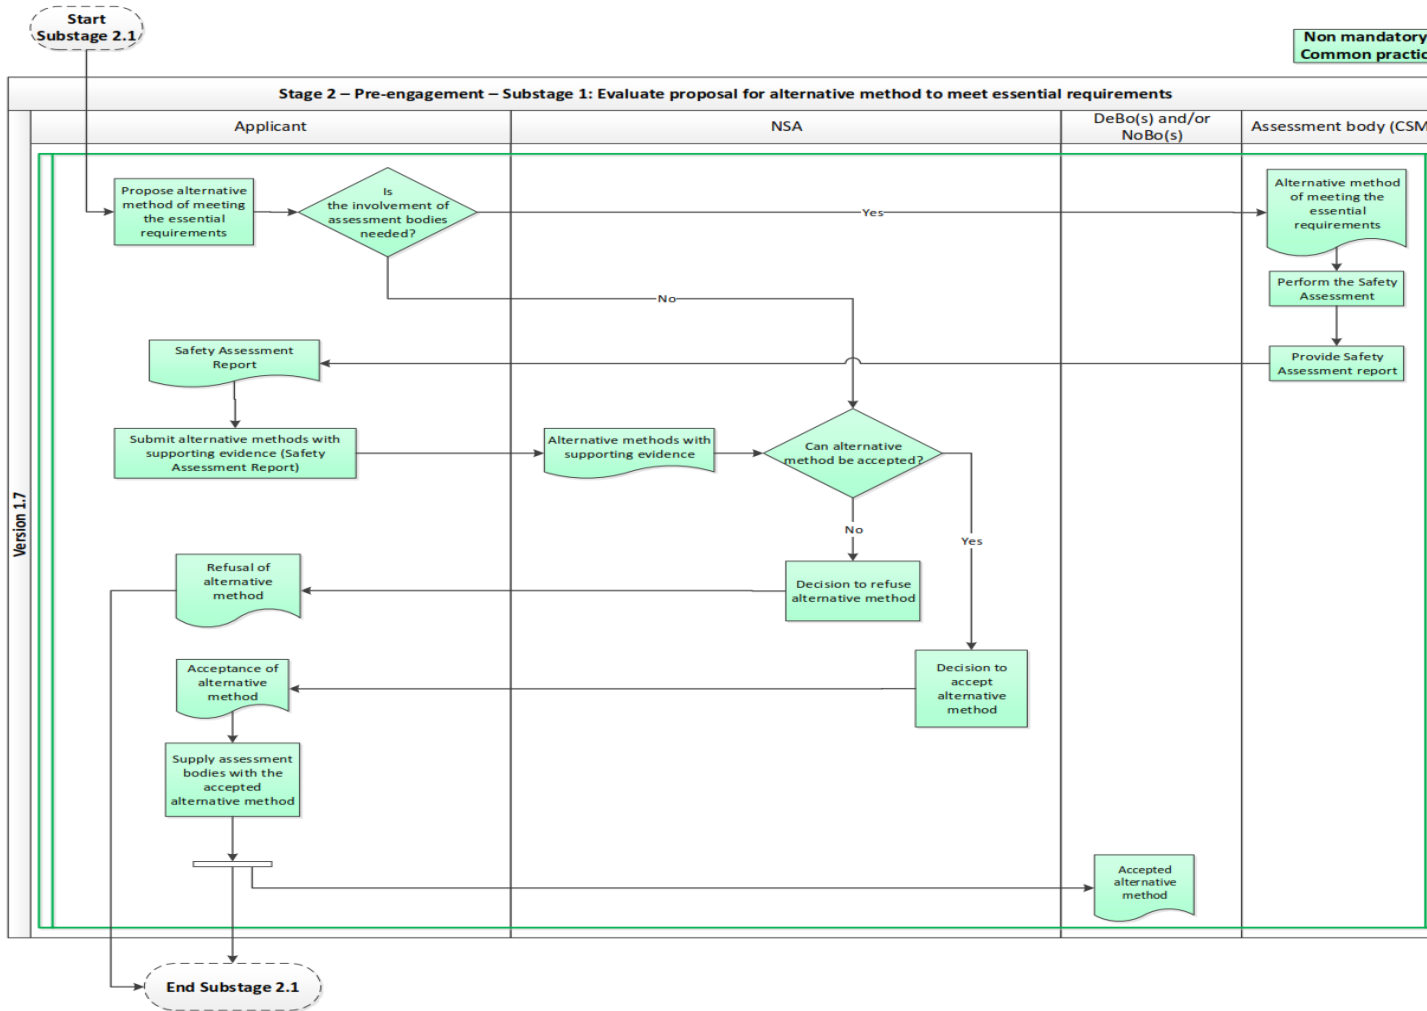 Start
Substage 2.1
Non mandatory
Common practic
Stage 2 – Pre-engagement – Substage 1: Evaluate proposal for alternative method to meet essential requirements
Applicant
NSA
DeBo(s) and/or
NoBo(s)
Assessment body (CSM
Version 1.7
Propose alternative
method of meeting
the essential
requirements
Is
the involvement of
assessment bodies
needed?
Yes
Alternative method
of meeting the
essential
requirements
No
Perform the Safety
Assessment
Safety Assessment
Report
Provide Safety
Assessment report
Submit alternative methods with
supporting evidence (Safety
Assessment Report)
Alternative methods with
supporting evidence
Can alternative
method be accepted?
No
Yes
Refusal of
alternative
method
Decision to refuse
alternative method
Acceptance of
alternative
method
Decision to
accept
alternative
method
Supply assessment
bodies with the
accepted
alternative method
Accepted
alternative
method
End Substage 2.1